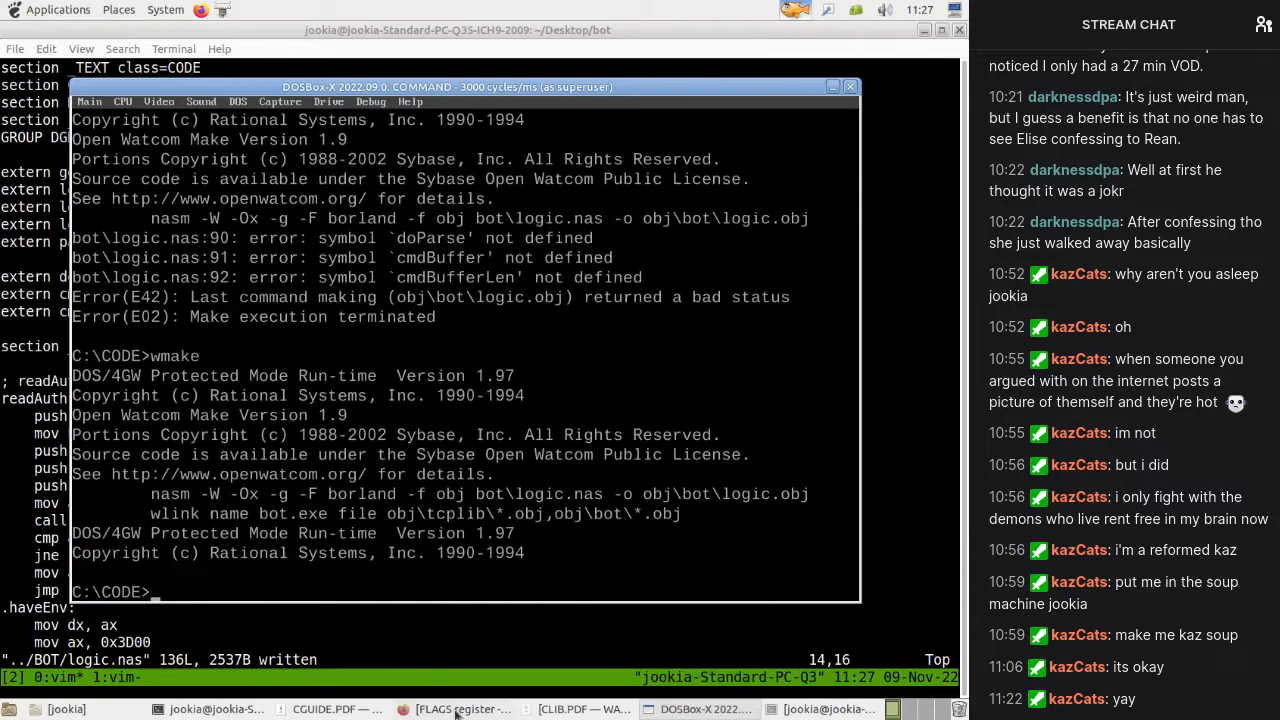 Applications Places System 11:27
jookia@jookia-Standard-PC-Q35-ICH9-2009: ~/Desktop/bot
File Edit View Search Terminal Help
section _TEXT class=CODE
section
section
section
GROUP DG
extern
extern
extern
extern
extern
extern
extern
extern
section
; readAu
readAuth
push
mov
push
push
push
mov
call
cmp
jne
mov
jmp
.haveEnv:
mov dx, ax
mov ax, 0x3D00
"../BOT/logic.nas" 136L, 2537B written 14,16 Top
[2] 0:vim* 1:vim- "jookia-Standard-PC-Q3" 11:27 09-Nov-22
DOSBox-X 2022.09.0: COMMAND - 3000 cycles/ms (as superuser)
Main CPU Video Sound DOS Capture Drive Debug Help
Copyright (c) Rational Systems, Inc. 1990-1994
Open Watcom Make Version 1.9
Portions Copyright (c) 1988-2002 Sybase, Inc. All Rights Reserved.
Source code is available under the Sybase Open Watcom Public License.
See http://www.openwatcom.org/ for details.
nasm -W -Ox -g -F borland -f obj bot\logic.nas -o obj\bot\logic.obj
bot\logic.nas:90: error: symbol `doParse' not defined
bot\logic.nas:91: error: symbol `cmdBuffer' not defined
bot\logic.nas:92: error: symbol `cmdBufferLen' not defined
Error(E42): Last command making (obj\bot\logic.obj) returned a bad status
Error(E02): Make execution terminated
C:\CODE>wmake
DOS/4GW Protected Mode Run-time Version 1.97
Copyright (c) Rational Systems, Inc. 1990-1994
Open Watcom Make Version 1.9
Portions Copyright (c) 1988-2002 Sybase, Inc. All Rights Reserved.
Source code is available under the Sybase Open Watcom Public License.
See http://www.openwatcom.org/ for details.
nasm -W -Ox -g -F borland -f obj bot\logic.nas -o obj\bot\logic.obj
wlink name bot.exe file obj\tcplib\*.obj,obj\bot\*.obj
DOS/4GW Protected Mode Run-time Version 1.97
Copyright (c) Rational Systems, Inc. 1990-1994
C:\CODE>_
[jookia] jookia@jookia-S... CGUIDE.PDF — ... [FLAGS register -... [CLIB.PDF — WA... DOSBox-X 2022.... [jookia@jookia-...
STREAM CHAT
noticed I only had a 27 min VOD.
10:21 darknessdpa: It's just weird man,
but I guess a benefit is that no one has to
see Elise confessing to Rean.
10:22 darknessdpa: Well at first he
thought it was a jokr
10:22 darknessdpa: After confessing tho
she just walked away basically
10:52 kazCats: why aren't you asleep
jookia
10:52 kazCats: oh
10:55 kazCats: when someone you
argued with on the internet posts a
picture of themself and they're hot
10:55 kazCats: im not
10:56 kazCats: but i did
10:56 kazCats: i only fight with the
demons who live rent free in my brain now
10:56 kazCats: i'm a reformed kaz
10:59 kazCats: put me in the soup
machine jookia
10:59 kazCats: make me kaz soup
11:06 kazCats: its okay
11:22 kazCats: yay